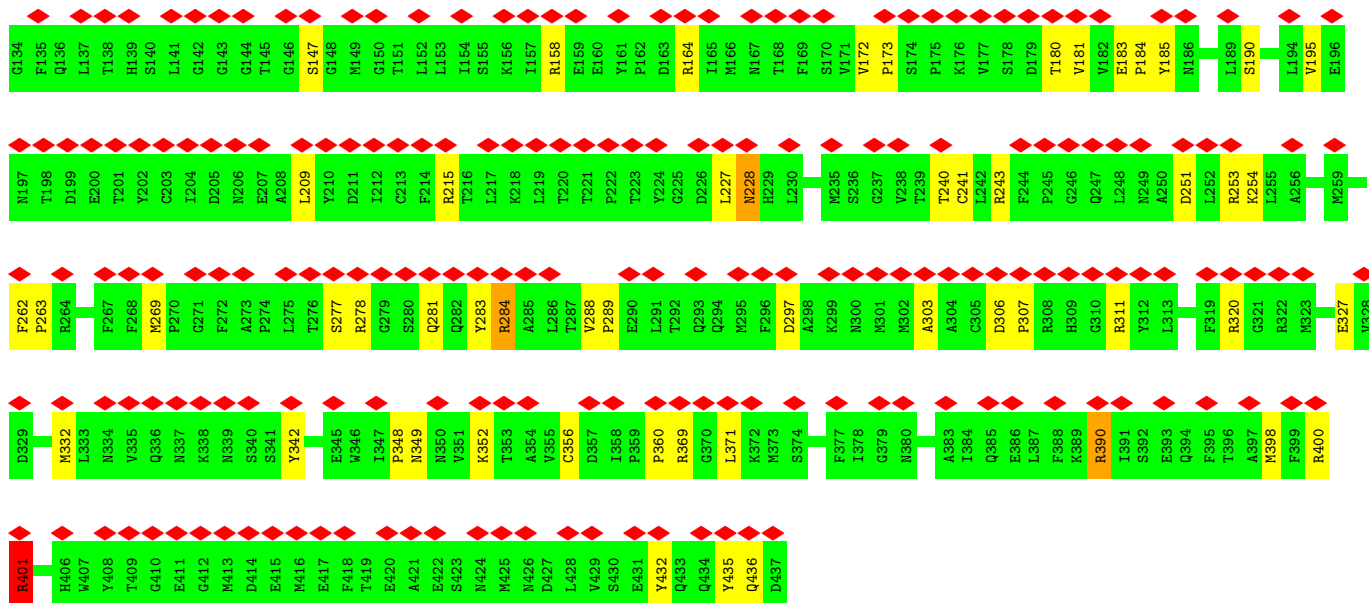 G134 F135 Q136 L137 T138 H139 S140 L141 G142 G143 G144 T145 G146 S147 G148 M149 G150 T151 L152 L153 I154 S155 K156 I157 R158 E159 E160 Y161 P162 D163 R164 I165 M166 N167 T168 F169 S170 V171 V172 P173 S174 P175 K176 V177 S178 D179 T180 V181 V182 E183 P184 Y185 N186 L189 S190 L194 V195 E196
N197 T198 D199 E200 T201 Y202 C203 I204 D205 N206 E207 A208 L209 Y210 D211 I212 C213 F214 R215 T216 L217 K218 L219 T220 T221 P222 T223 Y224 G225 D226 L227 N228 H229 L230 M235 S236 G237 V238 T239 T240 C241 L242 R243 F244 P245 G246 Q247 L248 N249 A250 D251 L252 R253 K254 L255 A256 M259
F262 P263 R264 F267 F268 M269 P270 G271 F272 A273 P274 L275 T276 S277 R278 G279 S280 Q281 Q282 Y283 R284 A285 L286 T287 V288 P289 E290 L291 T292 Q293 Q294 M295 F296 D297 A298 K299 N300 M301 M302 A303 A304 C305 D306 P307 R308 H309 G310 R311 Y312 L313 F319 R320 G321 R322 M323 E327 V328
D329 M332 L333 N334 V335 Q336 N337 K338 N339 S340 S341 Y342 E345 W346 I347 P348 N349 N350 V351 K352 T353 A354 V355 C356 D357 I358 P359 P360 R369 G370 L371 K372 M373 S374 F377 I378 G379 N380 A383 I384 Q385 E386 L387 F388 K389 R390 I391 S392 E393 Q394 F395 T396 A397 M398 F399 R400
R401 H406 W407 Y408 T409 G410 E411 G412 M413 D414 E415 M416 E417 F418 T419 E420 A421 E422 S423 N424 M425 N426 D427 L428 V429 S430 E431 Y432 Q433 Q434 Y435 Q436 D437